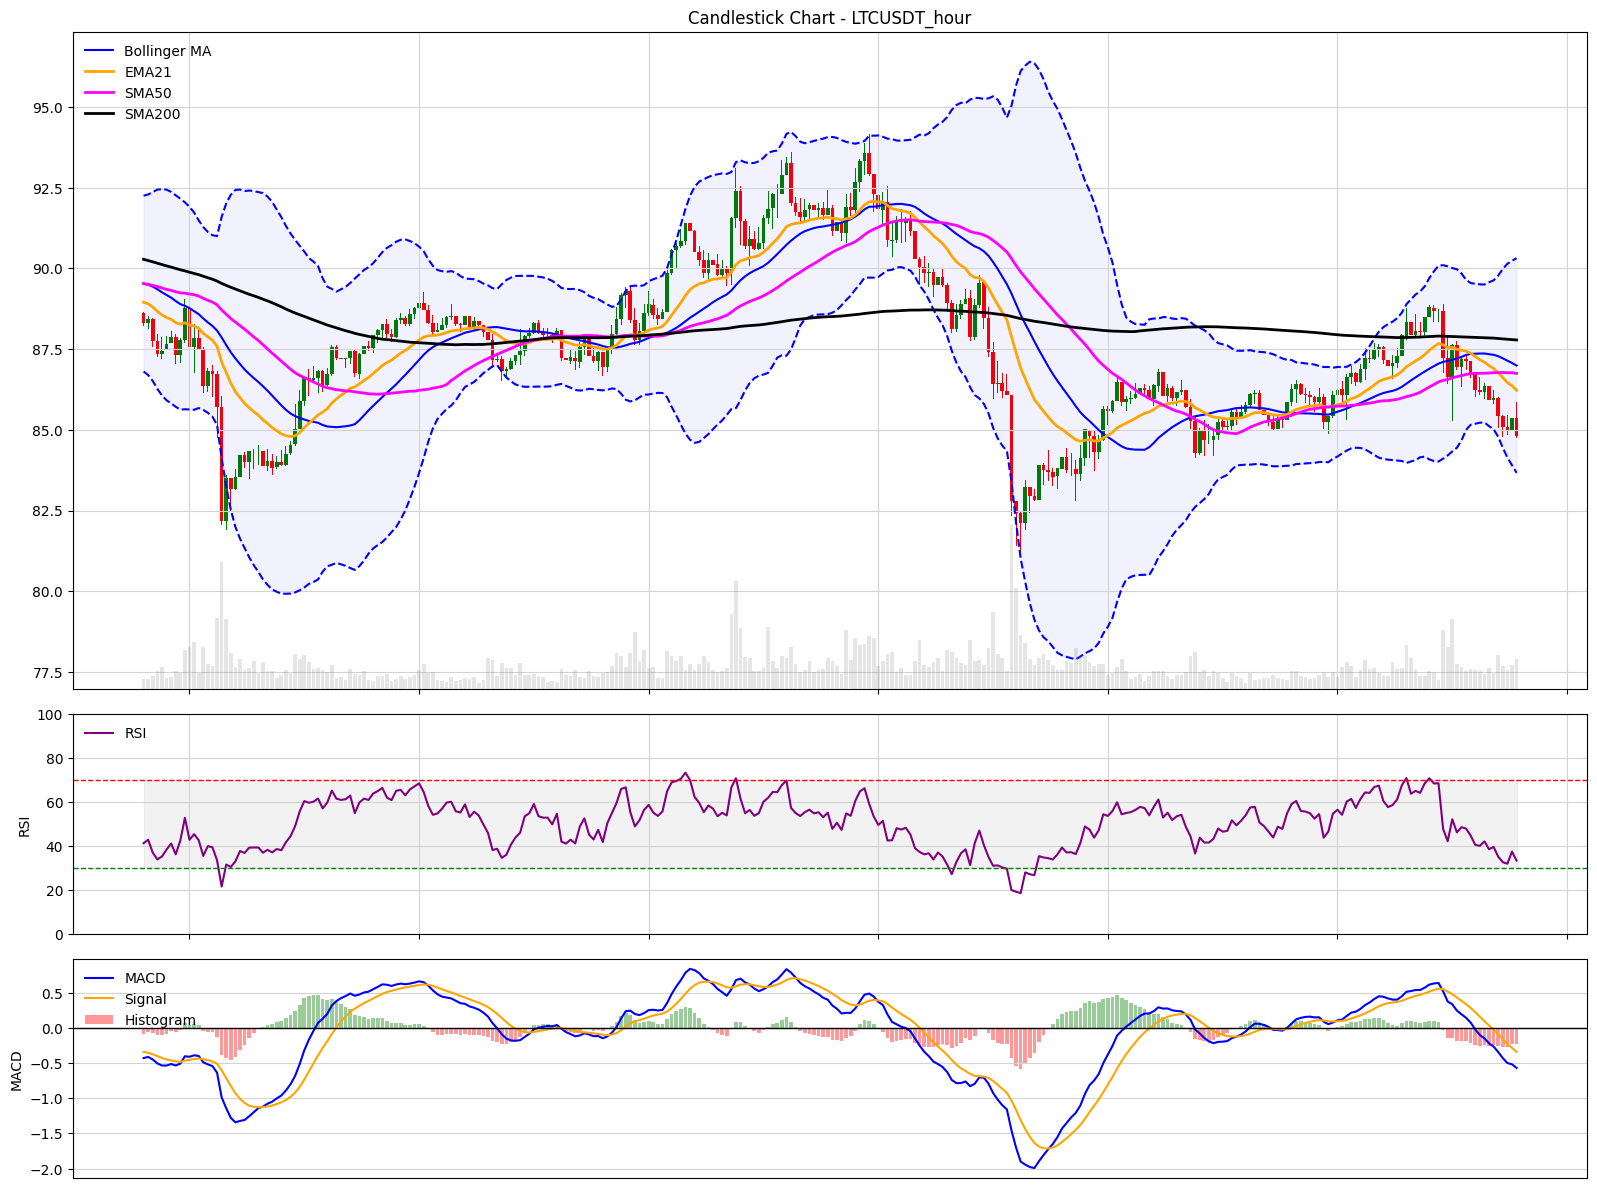 Candlestick Chart - LTCUSDT_hour
Bollinger MA
EMA21
SMA50
SMA200
95.0
92.5
90.0
87.5
85.0
82.5
80.0
77.5
RSI
100
80
60
40
20
0
RSI
MACD
Signal
Histogram
0.5
0.0
−0.5
−1.0
−1.5
−2.0
MACD